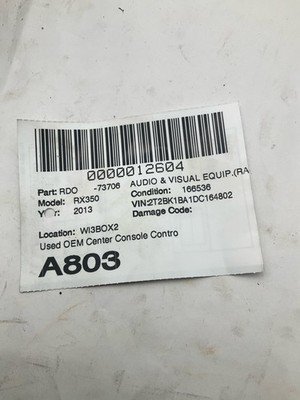 0000012604
Part: RDO -73706 AUDIO & VISUAL EQUIP.(RA
Model: RX350 Condition: 166536
Year: 2013 VIN:2T2BK1BA1DC164802
Damage Code:
Location: WI3BOX2
Used OEM Center Console Contro
A803